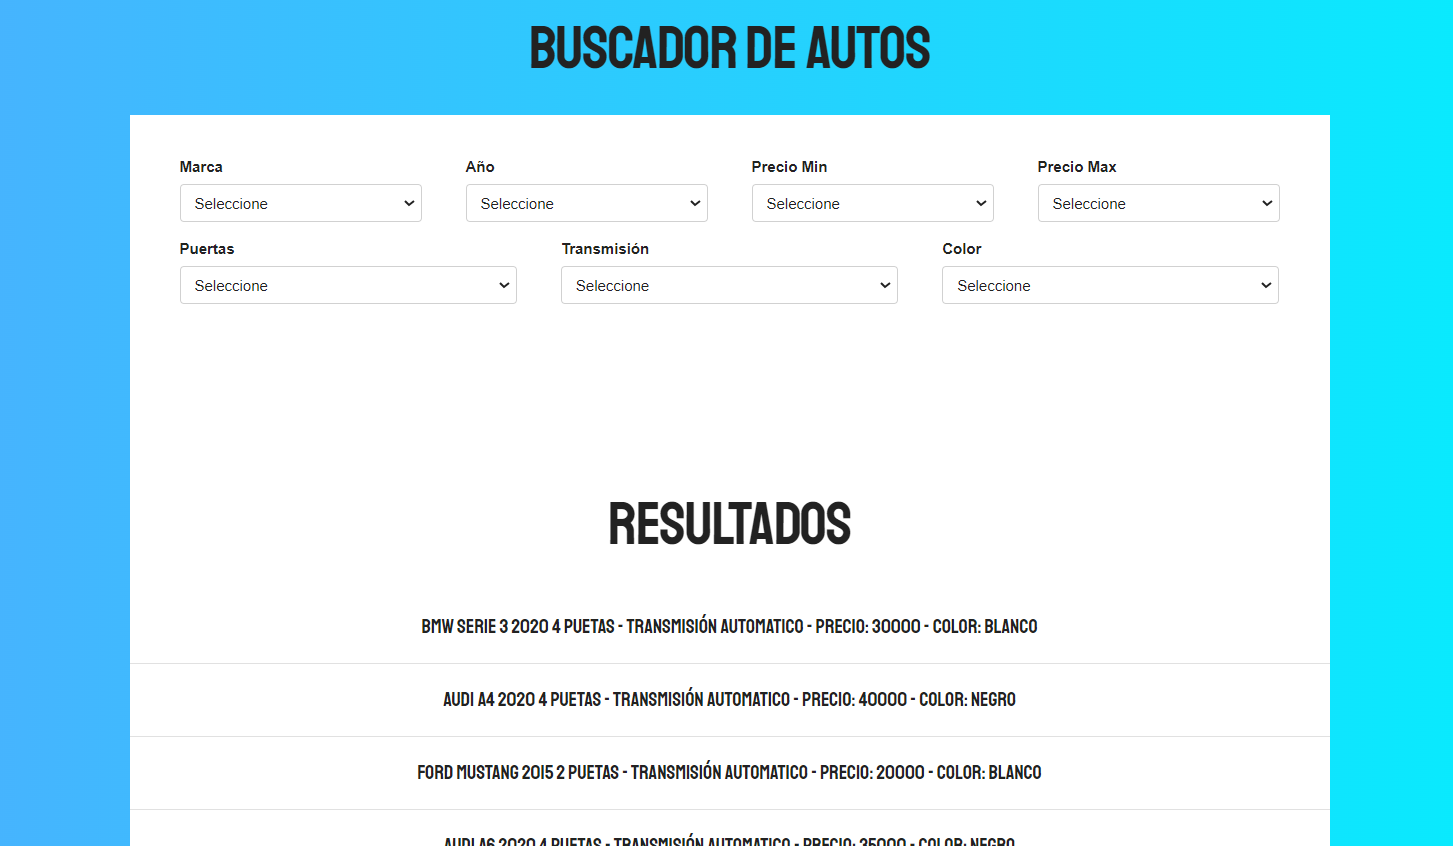 BUSCADOR DE AUTOS
Marca Año Precio Min Precio Max
Seleccione Seleccione Seleccione Seleccione
Puertas Transmisión Color
Seleccione Seleccione Seleccione
RESULTADOS
BMW SERIE 3 2020 4 PUETAS - TRANSMISIÓN AUTOMATICO - PRECIO: 30000 - COLOR: BLANCO
AUDI A4 2020 4 PUETAS - TRANSMISIÓN AUTOMATICO - PRECIO: 40000 - COLOR: NEGRO
FORD MUSTANG 2015 2 PUETAS - TRANSMISIÓN AUTOMATICO - PRECIO: 20000 - COLOR: BLANCO
AUDI A6 2020 4 PUETAS - TRANSMISIÓN AUTOMATICO - PRECIO: 35000 - COLOR: NEGRO